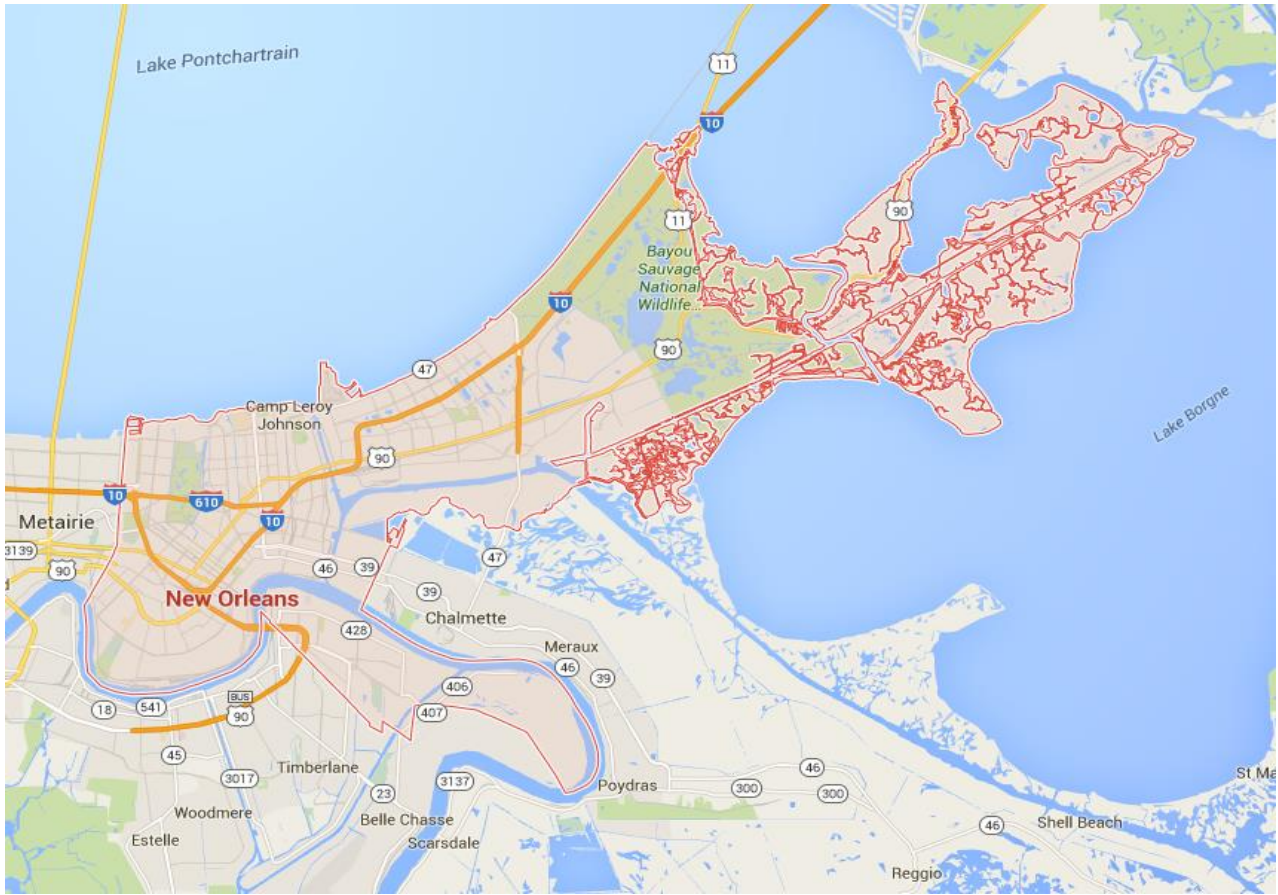 Lake Pontchartrain
11
10
90
11
Bayou
Sauvage
National
Wildlife...
10
90
47
Camp Leroy
Johnson
Lake Borgne
90
10
610
10
Metairie
3139
90
46
39
47
39
New Orleans
428
Chalmette
Meraux
46
39
406
407
18
541
BUS
90
45
3017
Timberlane
3137
23
Poydras
46
300
300
St Ma
Woodmere
Belle Chasse
Estelle
Scarsdale
46
Shell Beach
Reggio